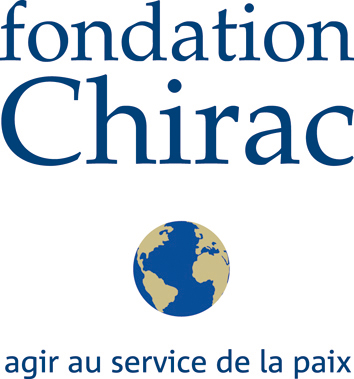 fondation
Chirac
agir au service de la paix